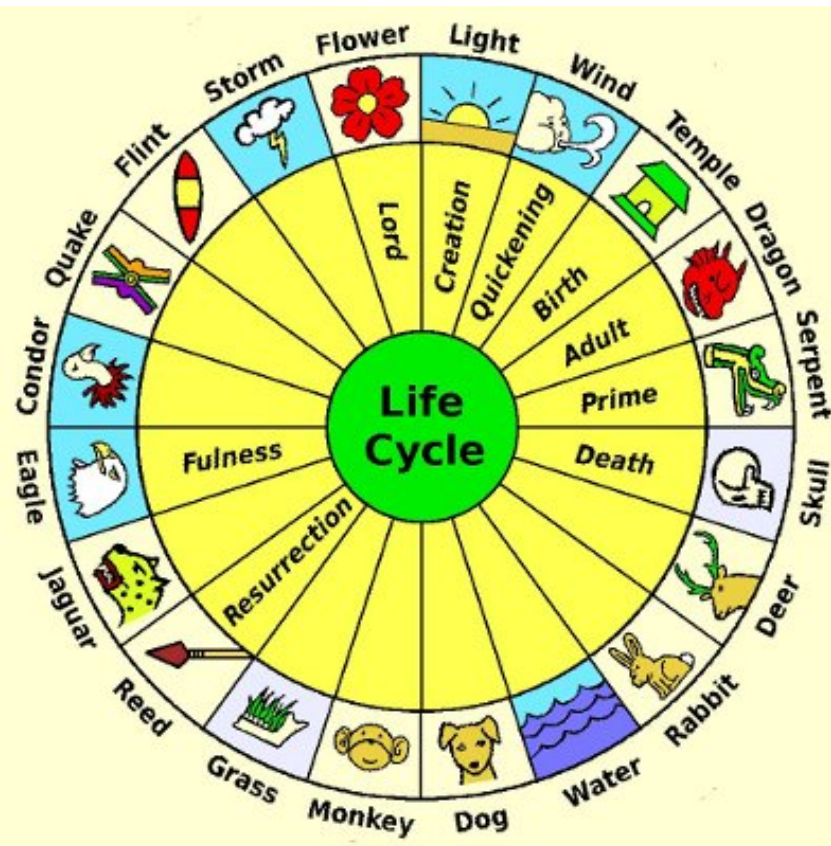 Flower
Light
Wind
Temple
Dragon
Serpent
Skull
Deer
Rabbit
Water
Dog
Monkey
Grass
Reed
Jaguar
Eagle
Condor
Quake
Flint
Storm
Lord
Creation
Quickening
Birth
Adult
Prime
Death
Resurrection
Fulness
Life
Cycle